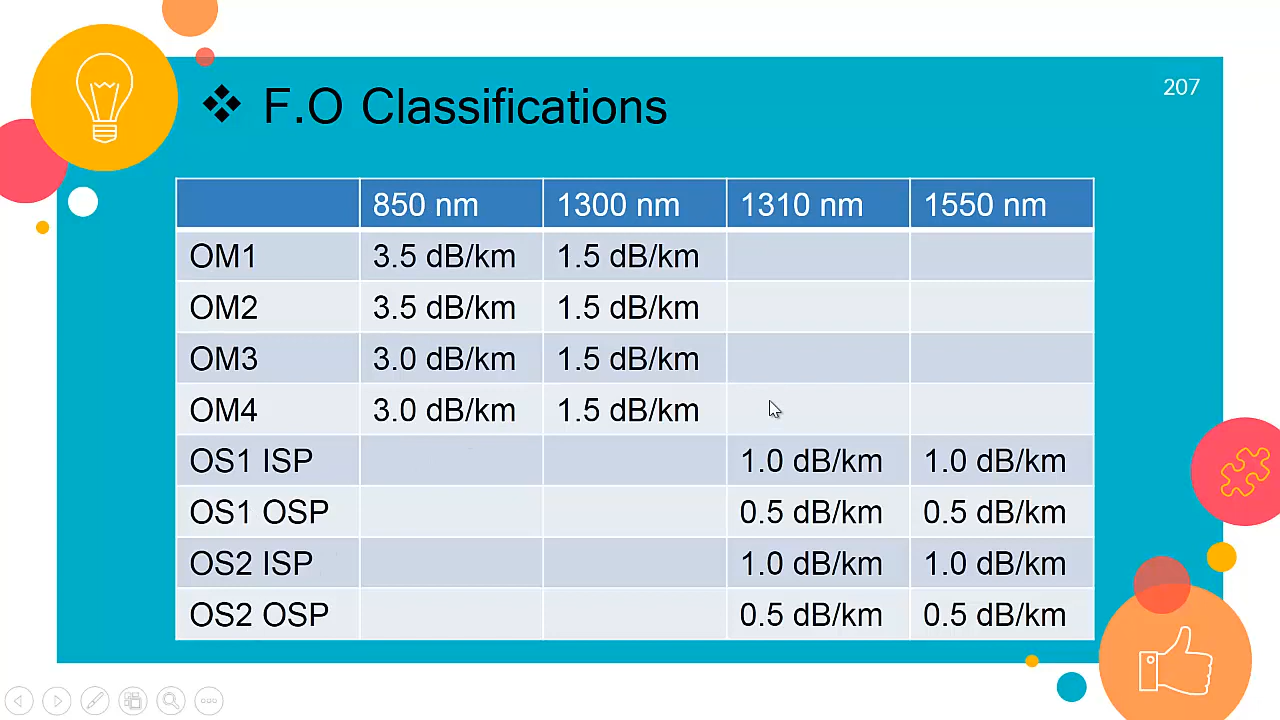 207
❖ F.O Classifications
850 nm 1300 nm 1310 nm 1550 nm
OM1 3.5 dB/km 1.5 dB/km
OM2 3.5 dB/km 1.5 dB/km
OM3 3.0 dB/km 1.5 dB/km
OM4 3.0 dB/km 1.5 dB/km
OS1 ISP 1.0 dB/km 1.0 dB/km
OS1 OSP 0.5 dB/km 0.5 dB/km
OS2 ISP 1.0 dB/km 1.0 dB/km
OS2 OSP 0.5 dB/km 0.5 dB/km